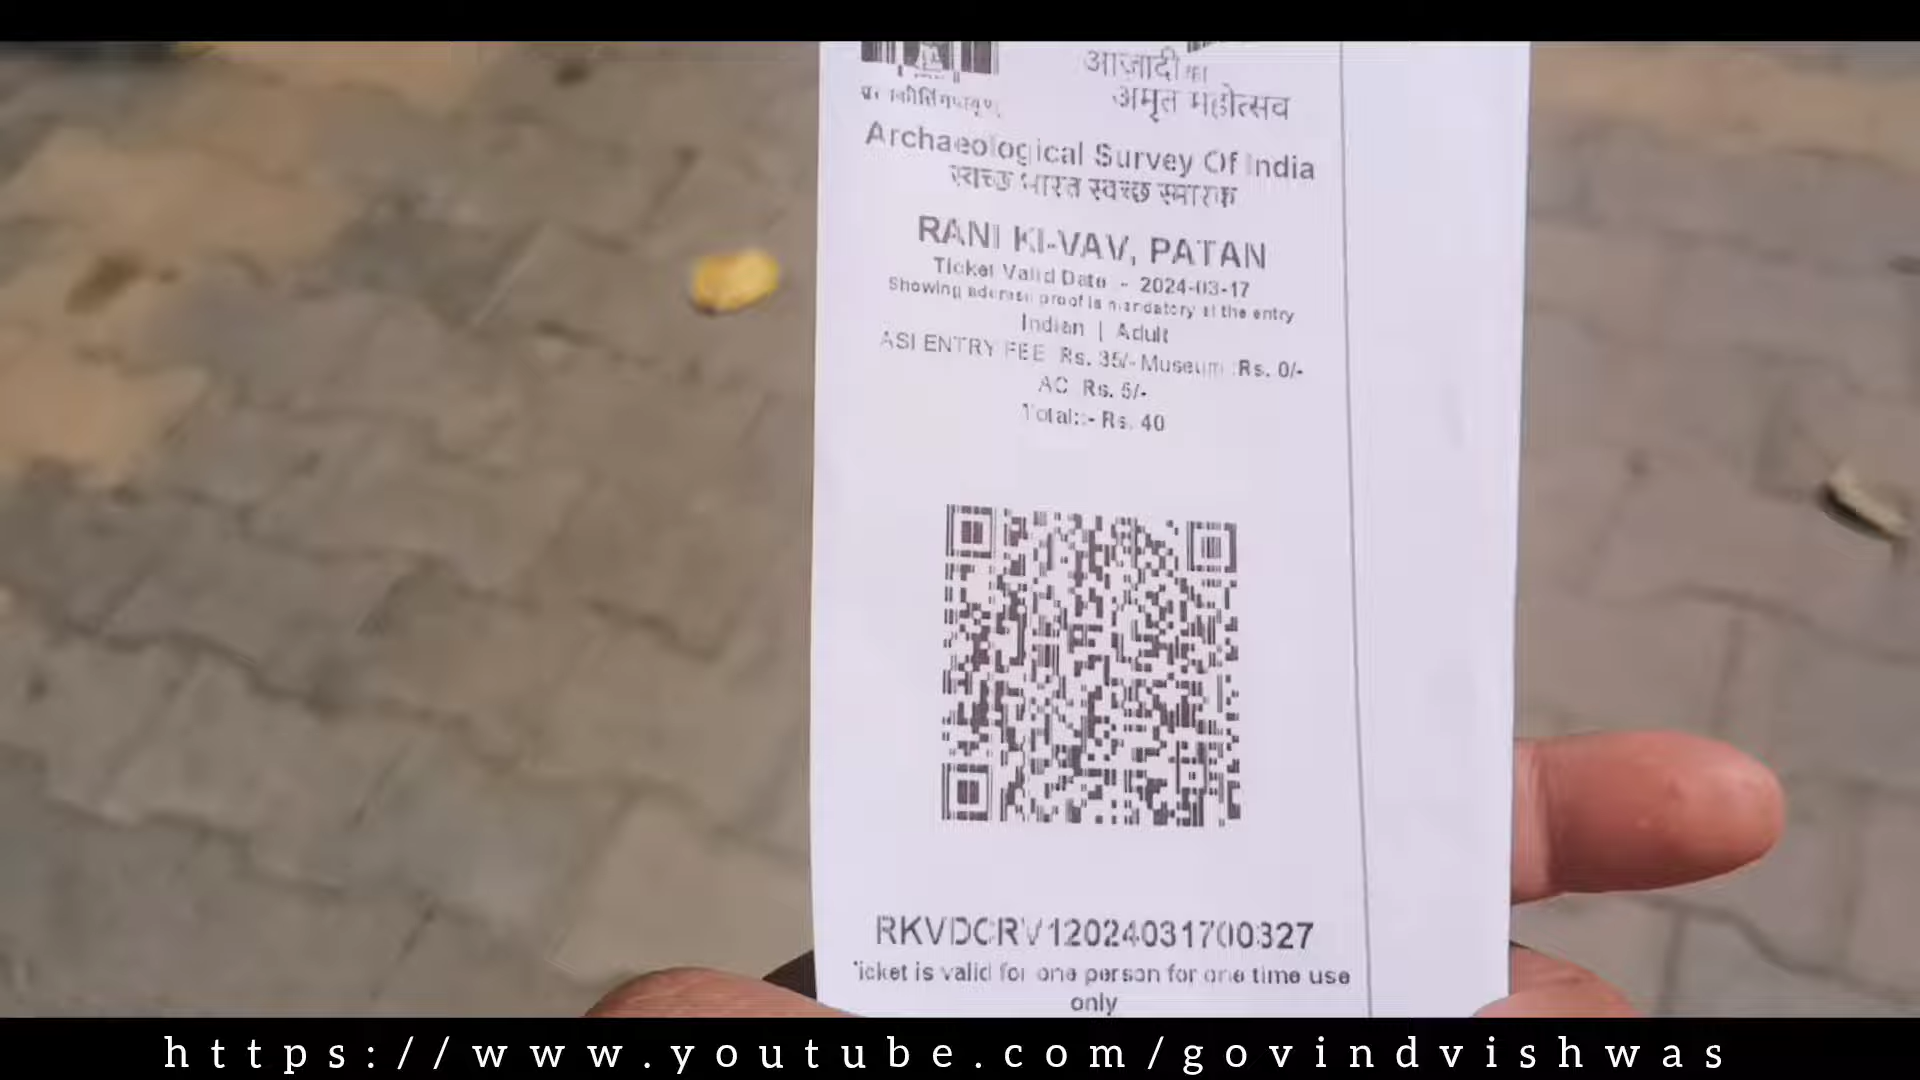 आज़ादी का
अमृत महोत्सव
Archaeological Survey Of India
स्वच्छ भारत स्वच्छ स्मारक
RANI KI-VAV, PATAN
Ticket Valid Date - 2024-03-17
Showing address proof is mandatory at the entry
Indian | Adult
ASI ENTRY FEE Rs. 35/- Museum :Rs. 0/-
AC Rs. 5/-
Total::- Rs. 40
RKVDCRV12024031700327
Ticket is valid for one person for one time use
only
https://www.youtube.com/govindvishwas